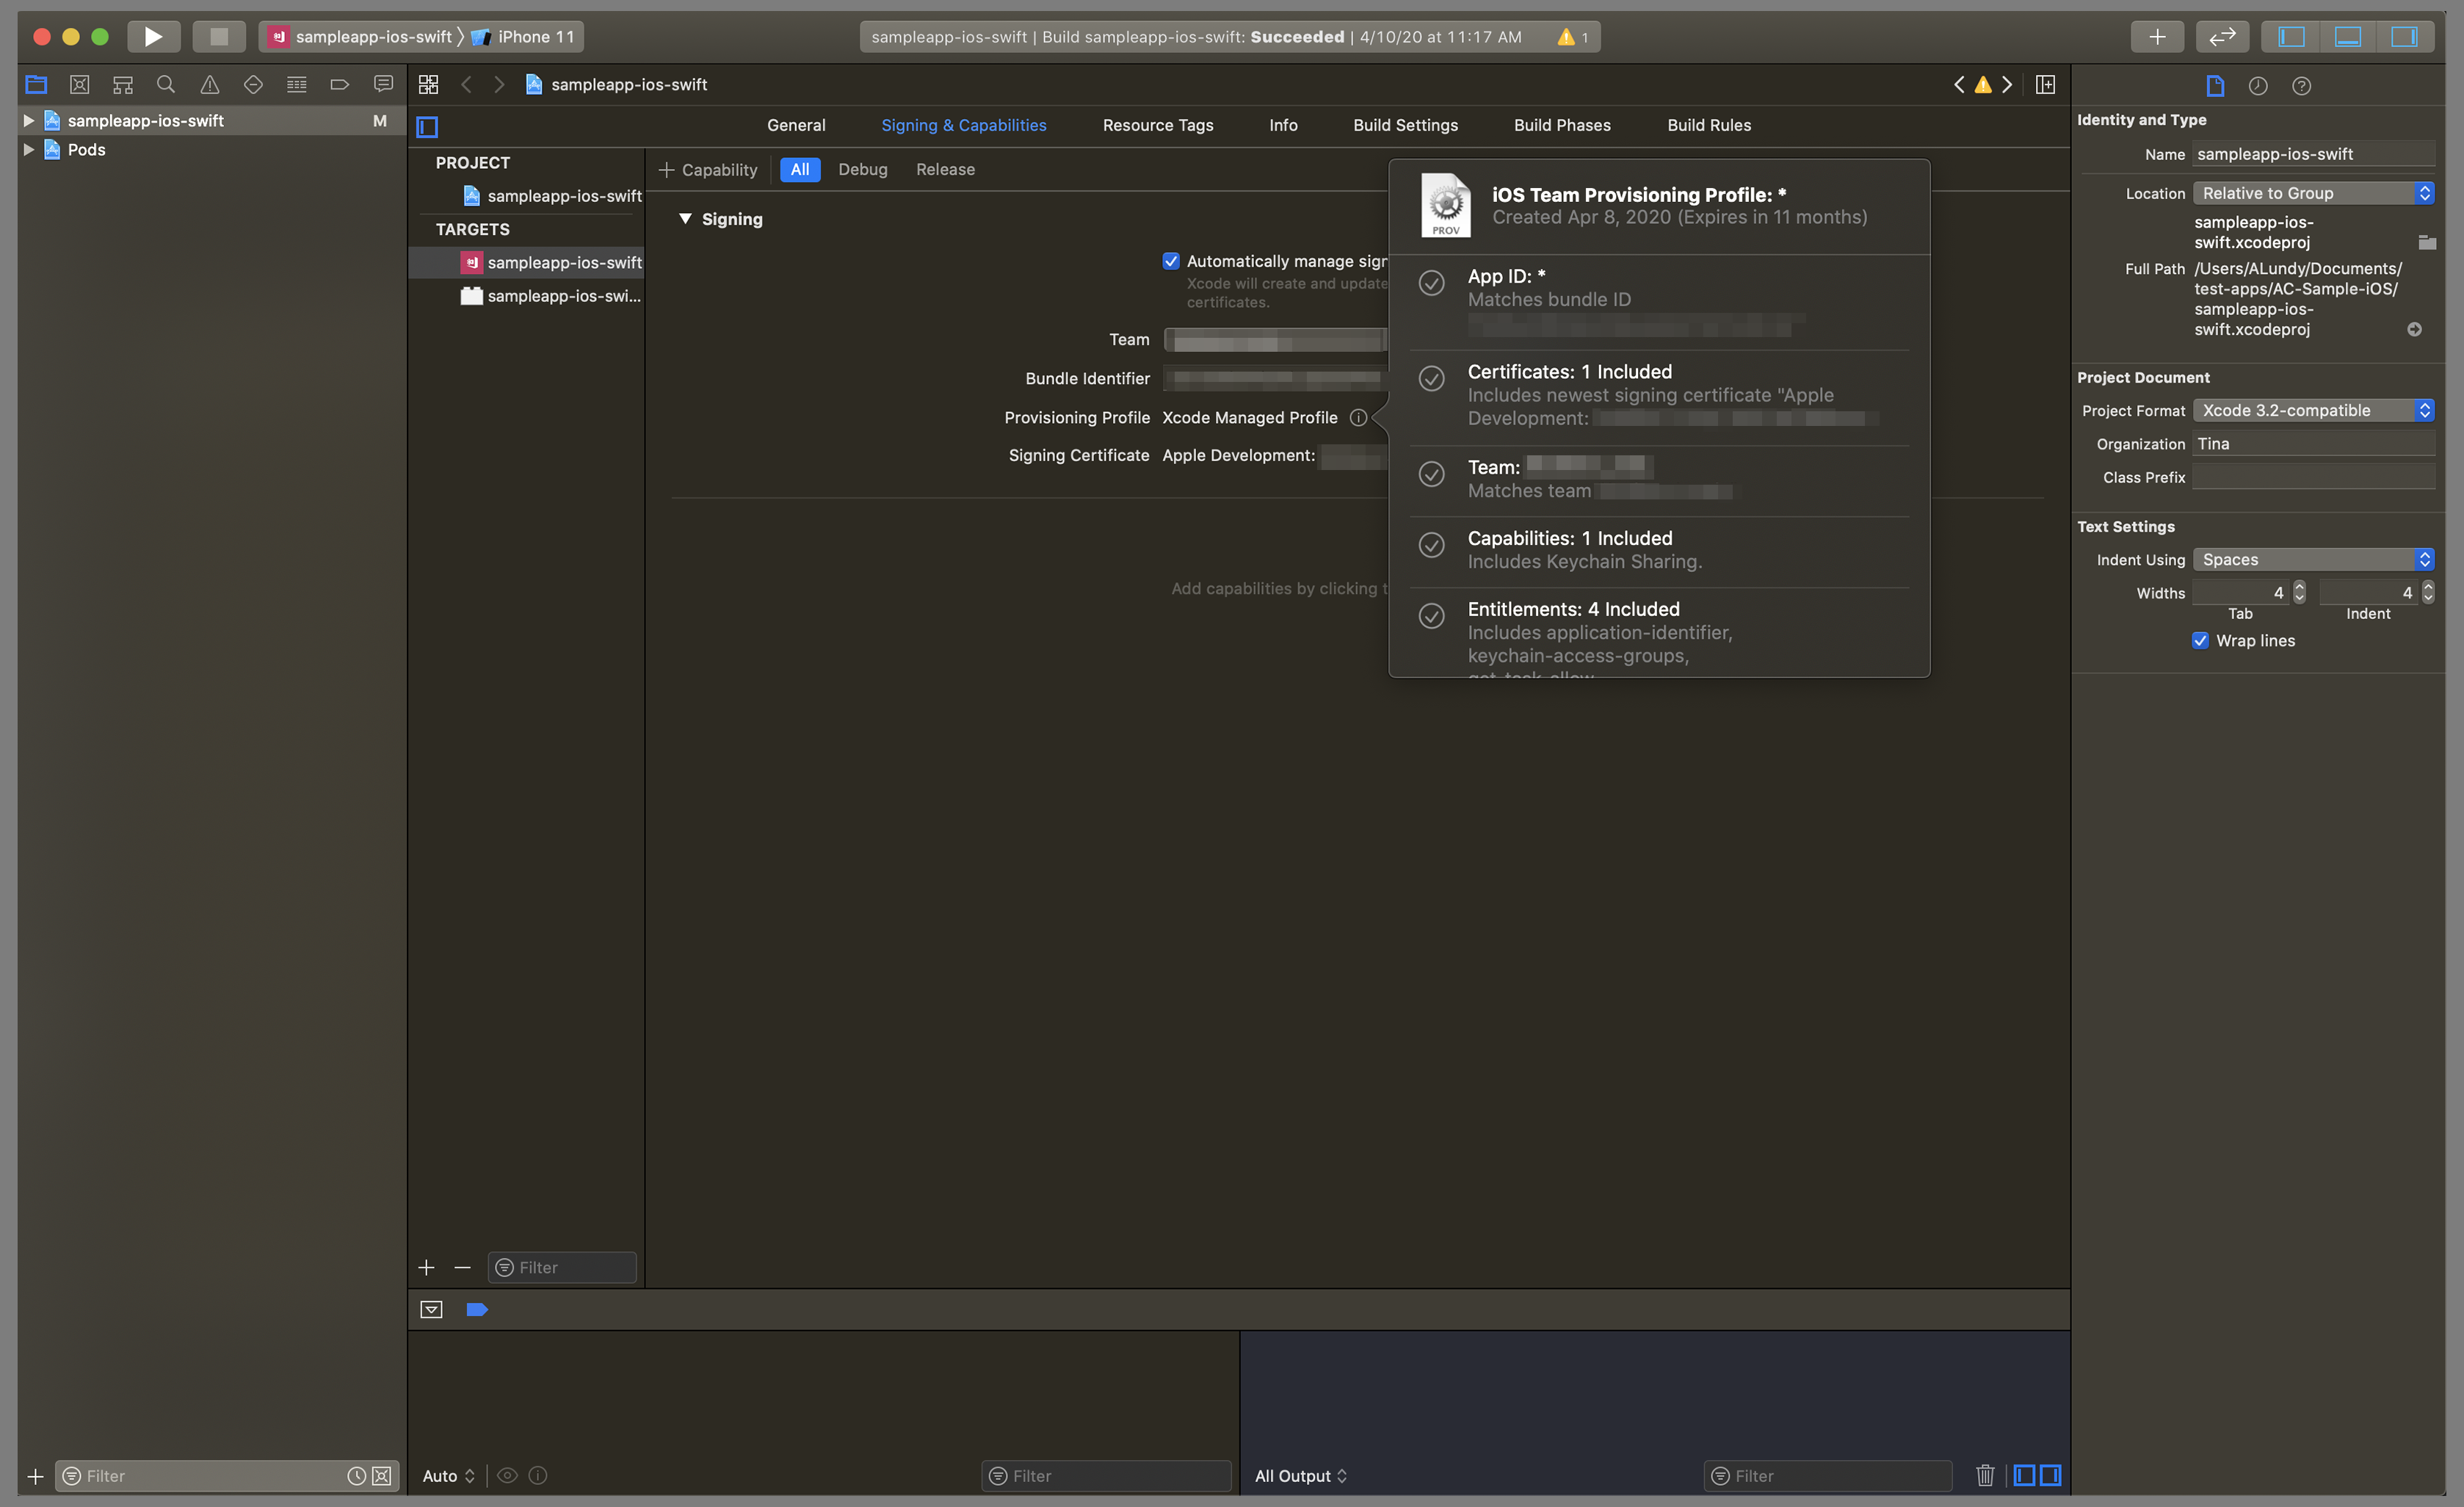 sampleapp-ios-swift iPhone 11
sampleapp-ios-swift | Build sampleapp-ios-swift: Succeeded | 4/10/20 at 11:17 AM 1
sampleapp-ios-swift M
Pods
sampleapp-ios-swift
General Signing & Capabilities Resource Tags Info Build Settings Build Phases Build Rules
PROJECT
sampleapp-ios-swift
TARGETS
sampleapp-ios-swift
sampleapp-ios-swi...
+ Capability All Debug Release
Signing
Automatically manage sigr
Xcode will create and update
certificates.
Team
Bundle Identifier
Provisioning Profile Xcode Managed Profile
Signing Certificate Apple Development:
Add capabilities by clicking t
PROV
iOS Team Provisioning Profile: *
Created Apr 8, 2020 (Expires in 11 months)
App ID: *
Matches bundle ID
Certificates: 1 Included
Includes newest signing certificate "Apple
Development:
Team:
Matches team
Capabilities: 1 Included
Includes Keychain Sharing.
Entitlements: 4 Included
Includes application-identifier,
keychain-access-groups,
get-task-allow
Identity and Type
Name sampleapp-ios-swift
Location Relative to Group
sampleapp-ios-
swift.xcodeproj
Full Path /Users/ALundy/Documents/
test-apps/AC-Sample-iOS/
sampleapp-ios-
swift.xcodeproj
Project Document
Project Format Xcode 3.2-compatible
Organization Tina
Class Prefix
Text Settings
Indent Using Spaces
Widths 4 4
Tab Indent
Wrap lines
Filter
Filter
Auto
Filter
All Output
Filter